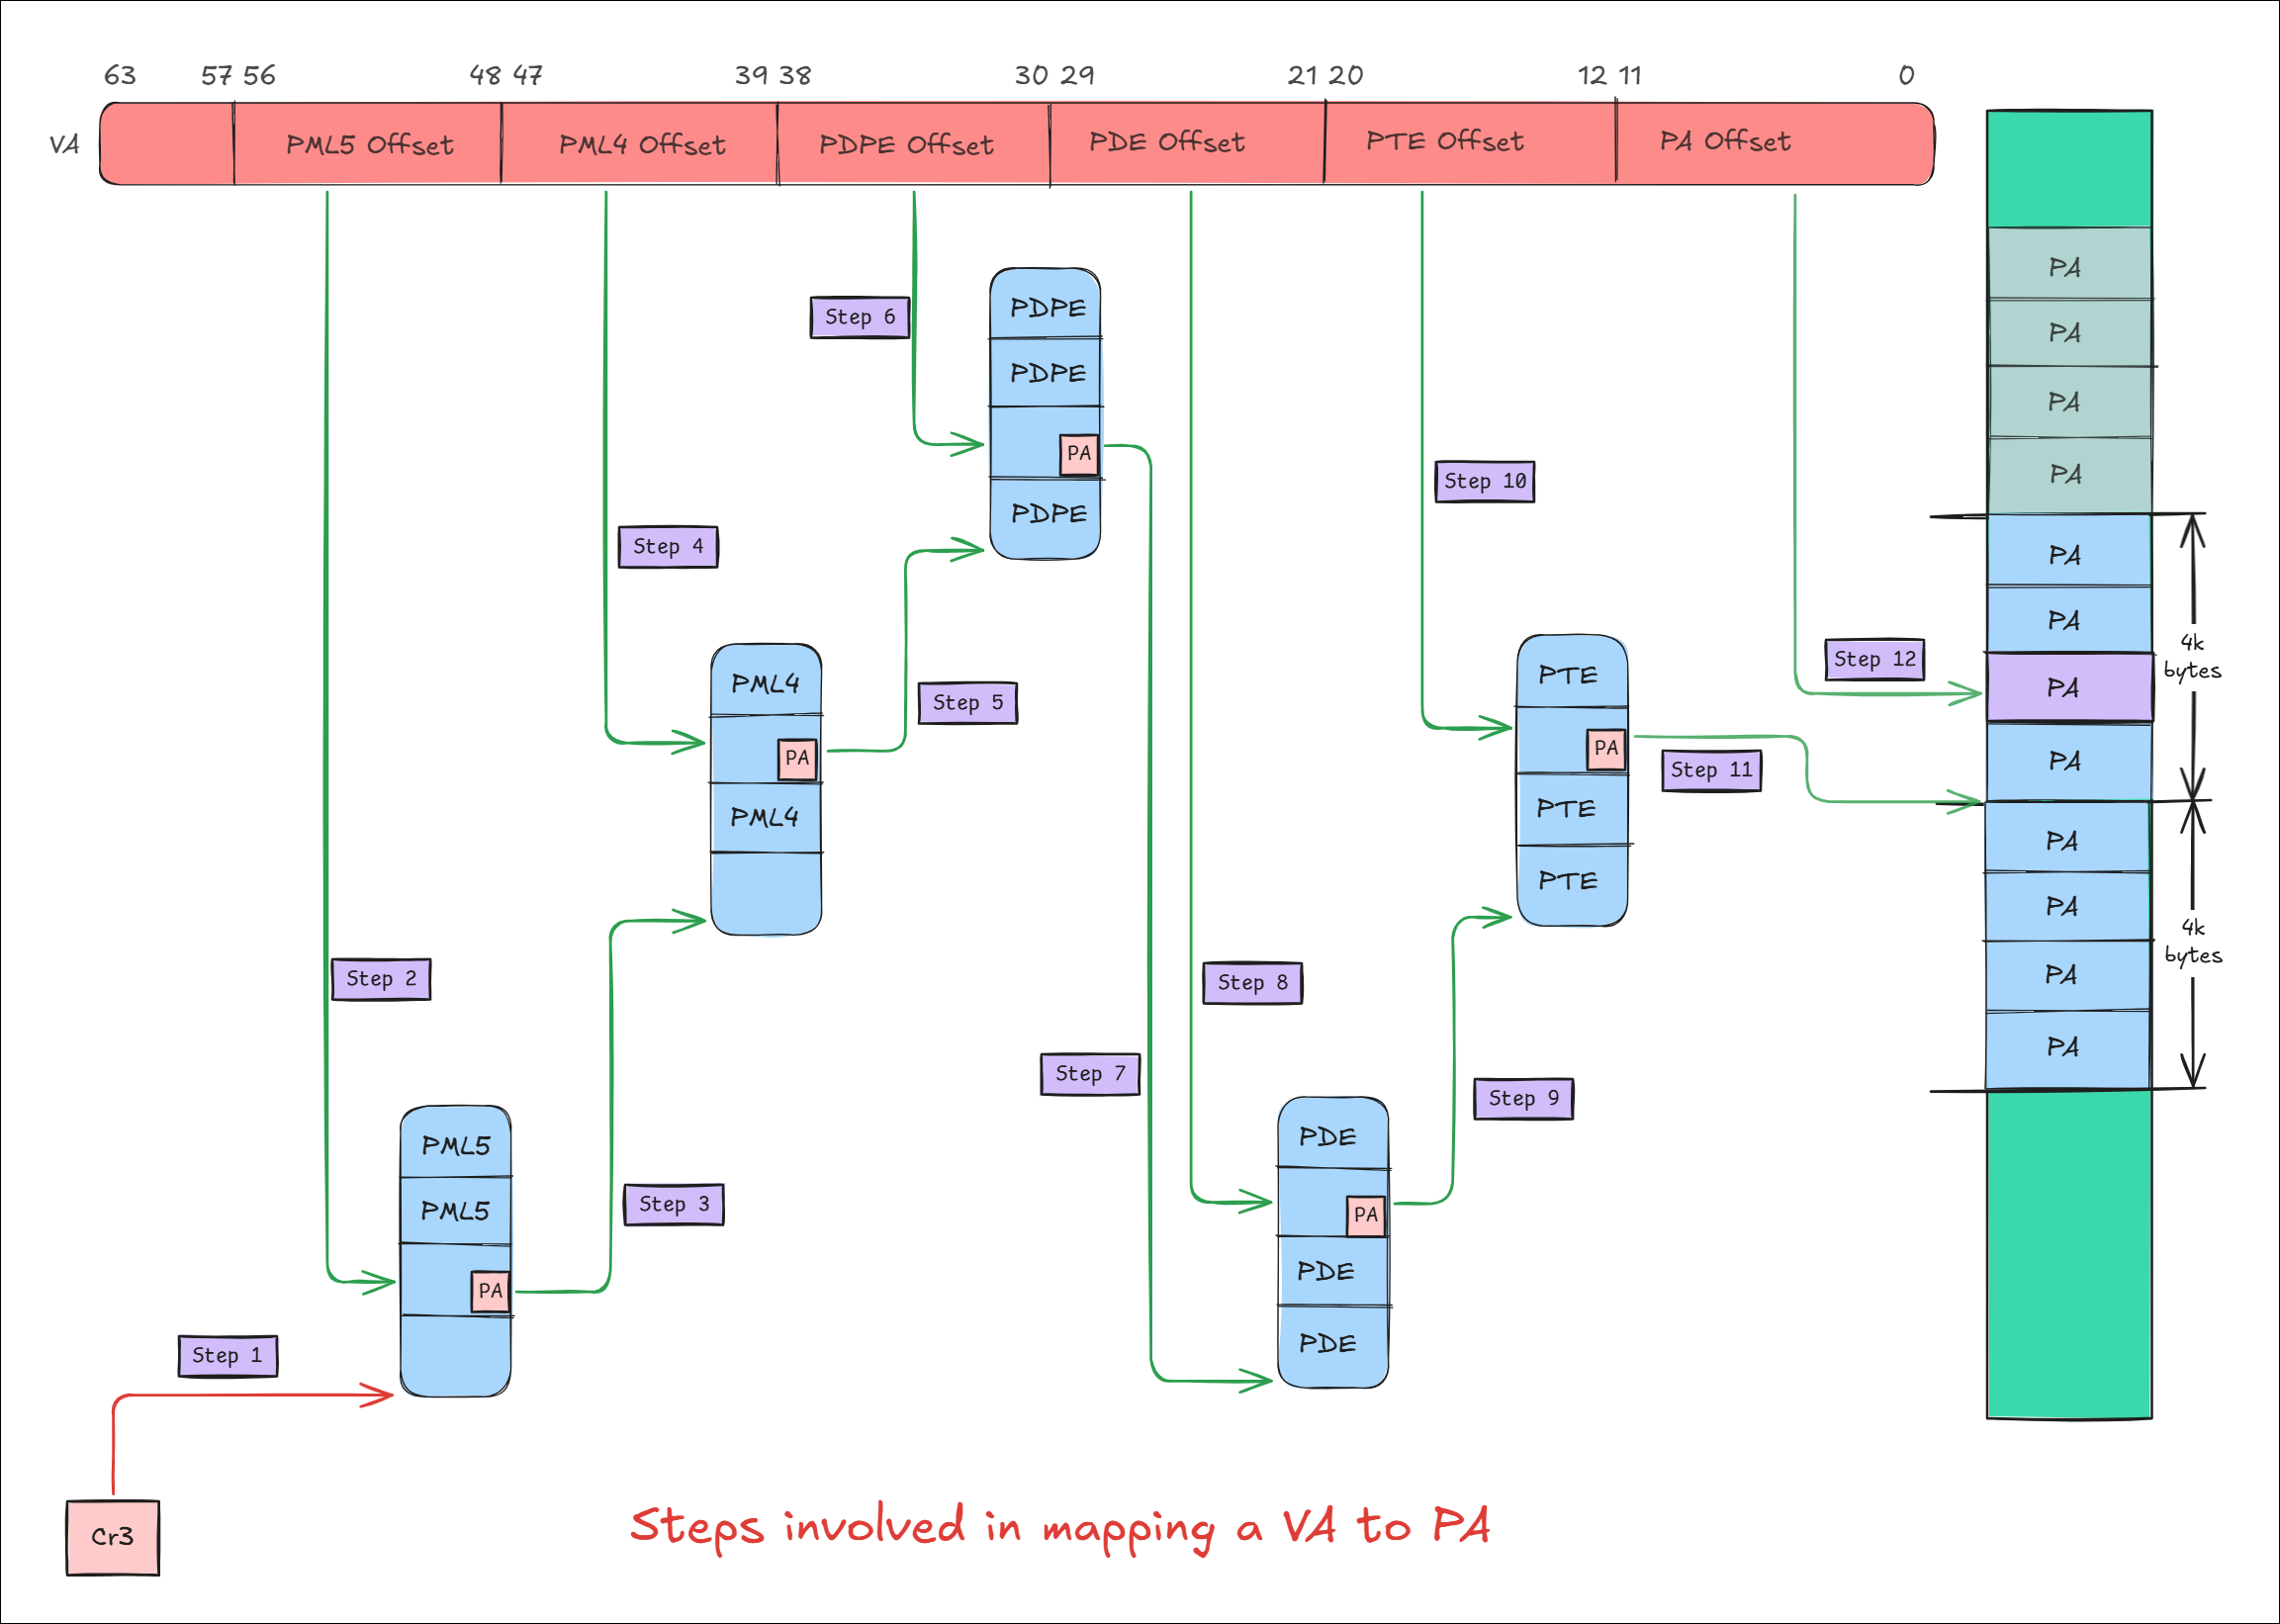 63 57 56 48 47 39 38 30 29 21 20 12 11 0
VA PML5 Offset PML4 Offset PDPE Offset PDE Offset PTE Offset PA Offset
Step 1
Cr3
Step 2
PML5
PML5
PA
Step 3
Step 4
PML4
PA
PML4
Step 5
Step 6
PDPE
PDPE
PA
PDPE
Step 7
Step 8
PDE
PA
PDE
PDE
Step 9
Step 10
PTE
PA
PTE
PTE
Step 11
Step 12
PA
PA
PA
PA
PA
PA
PA
PA
4k
bytes
PA
PA
PA
PA
4k
bytes
Steps involved in mapping a VA to PA